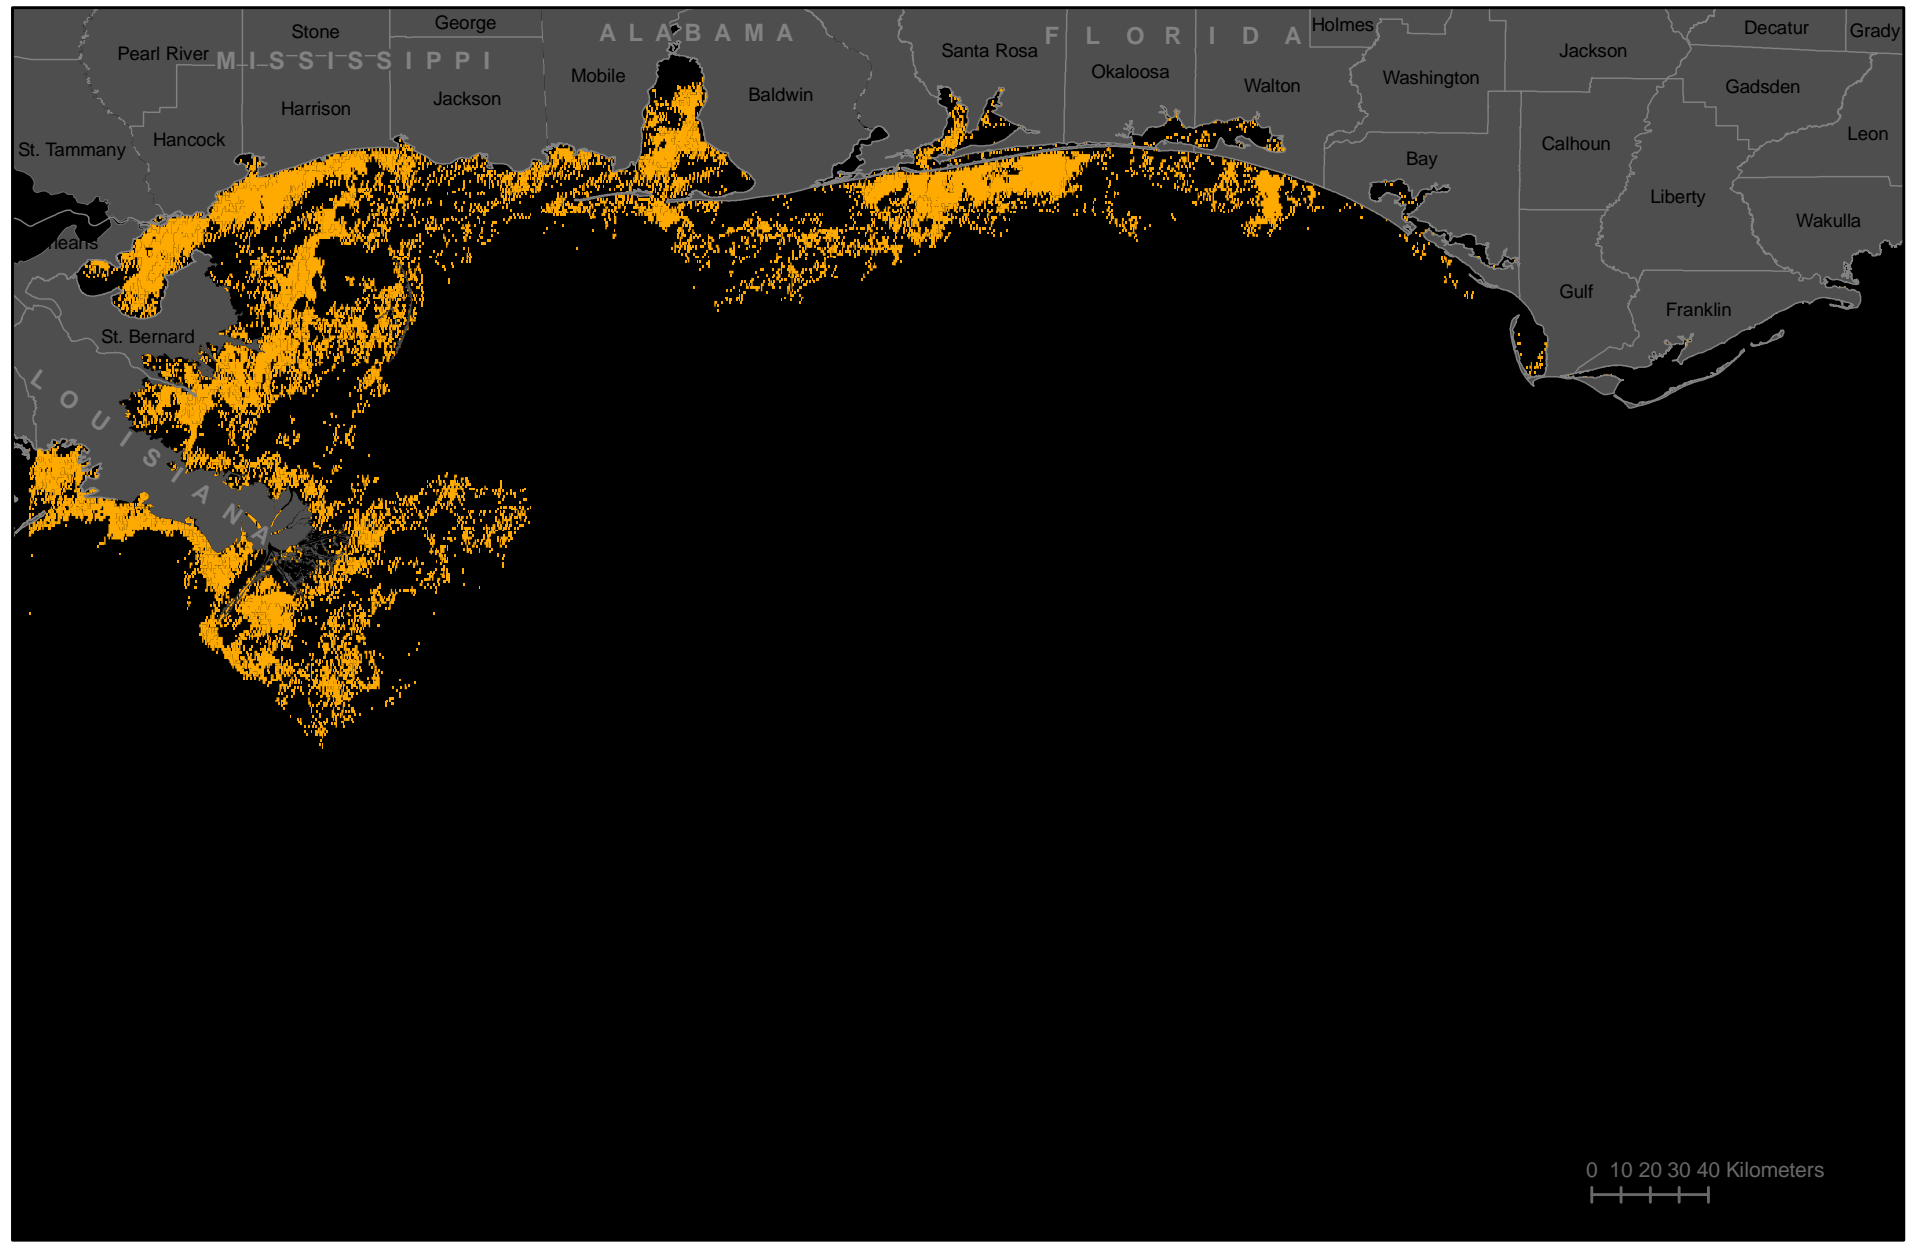 George
Stone
Decatur
Grady
Holmes
A L A B A M A
F L O R I D A
Pearl River
M I S S I S S I P P I
Santa Rosa
Jackson
Mobile
Okaloosa
Washington
Walton
Gadsden
Baldwin
Jackson
Harrison
Leon
Hancock
Calhoun
St. Tammany
Bay
Liberty
Wakulla
leans
Gulf
Franklin
St. Bernard
L O U I S I A N A
0 10 20 30 40 Kilometers